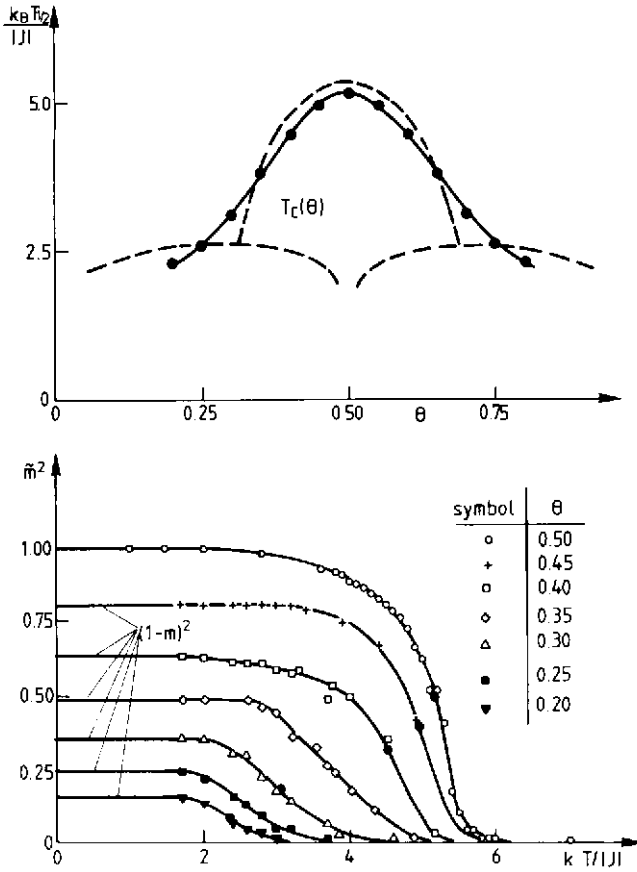 k_B T_1/2
|J|
5.0
T_c(θ)
2.5
0
0 0.25 0.50 θ 0.75
m̃²
symbol θ
1.00 0.50
0.45
0.75 0.40
(1-m)² 0.35
0.50 0.30
0.25
0.25 0.20
0
0 2 4 6 k T/|J|